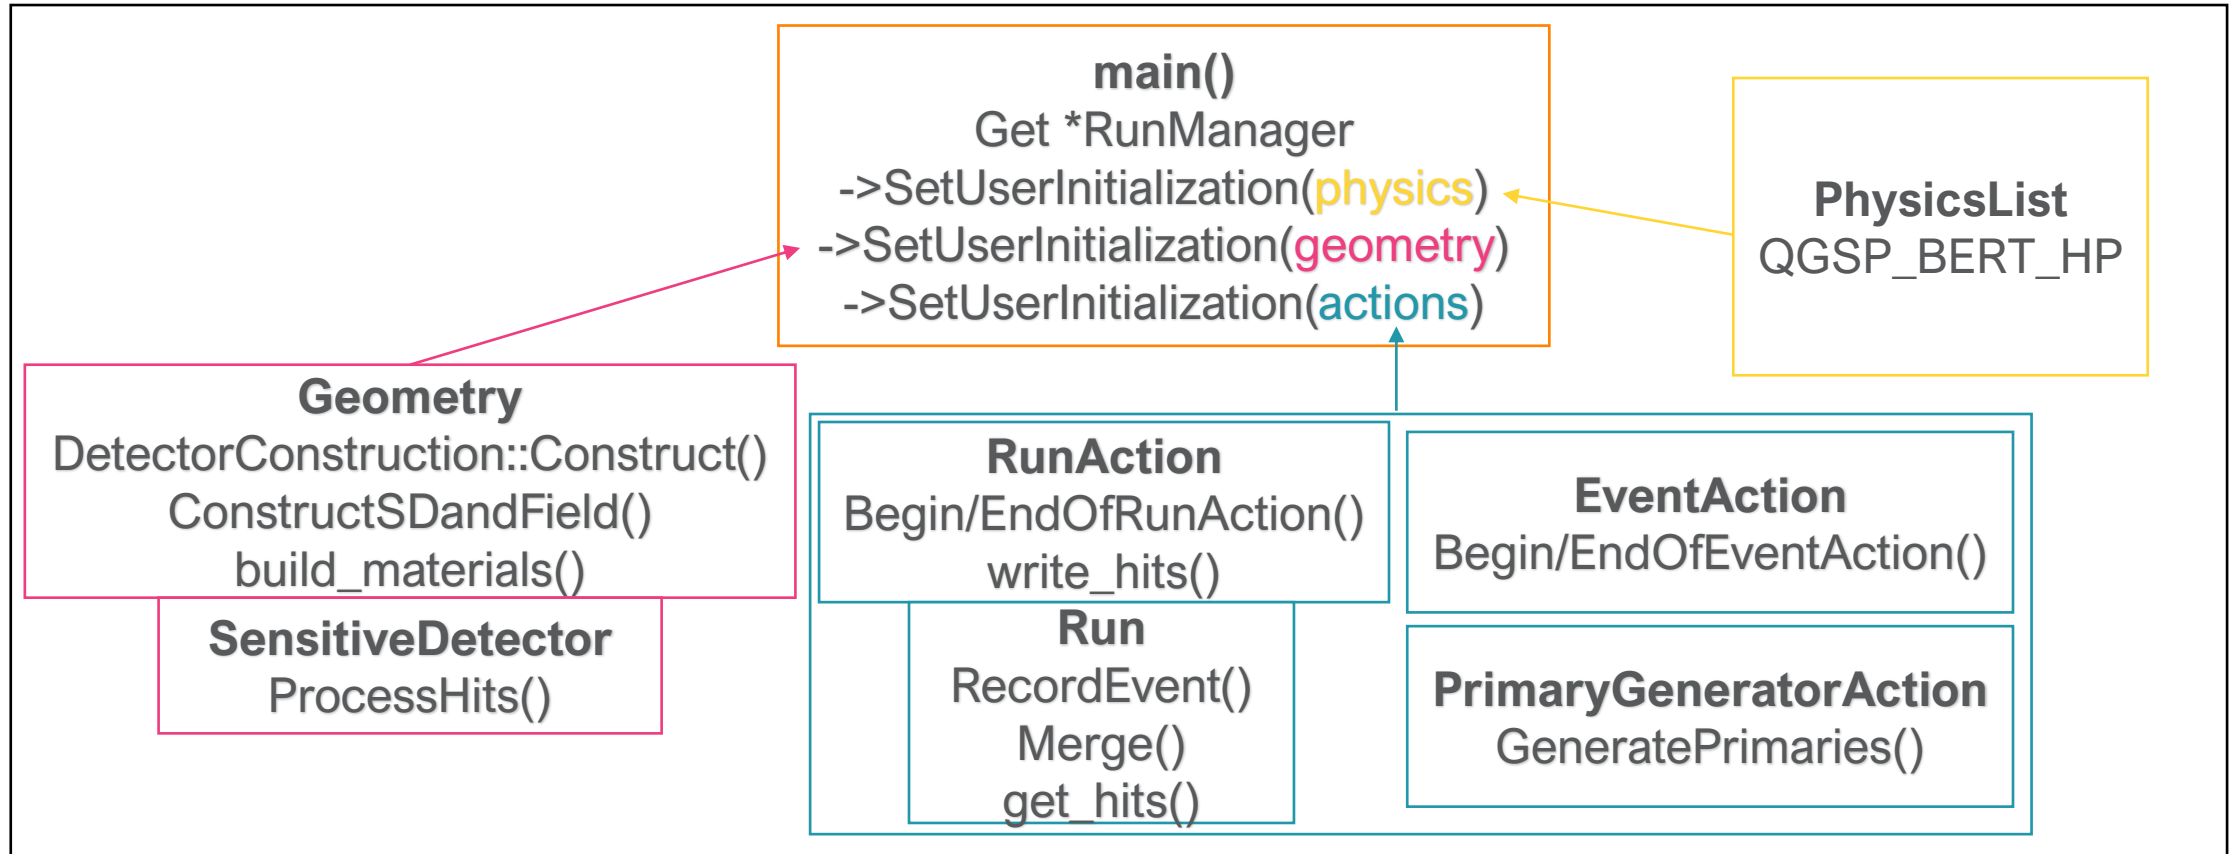 main()
Get *RunManager
->SetUserInitialization(physics)
->SetUserInitialization(geometry)
->SetUserInitialization(actions)
PhysicsList
QGSP_BERT_HP
Geometry
DetectorConstruction::Construct()
ConstructSDandField()
build_materials()
SensitiveDetector
ProcessHits()
RunAction
Begin/EndOfRunAction()
write_hits()
Run
RecordEvent()
Merge()
get_hits()
EventAction
Begin/EndOfEventAction()
PrimaryGeneratorAction
GeneratePrimaries()